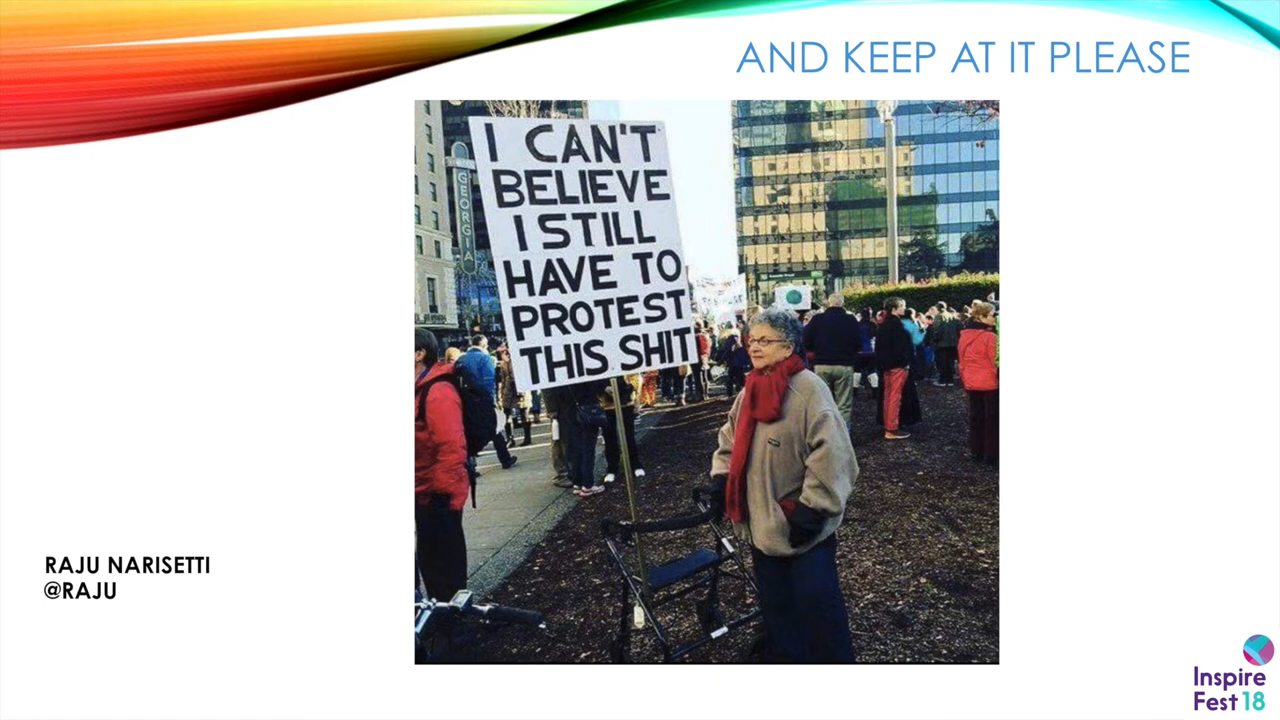 AND KEEP AT IT PLEASE
I CAN'T
BELIEVE
I STILL
HAVE TO
PROTEST
THIS SHIT
GEORGIA
RAJU NARISETTI
@RAJU
Inspire
Fest 18